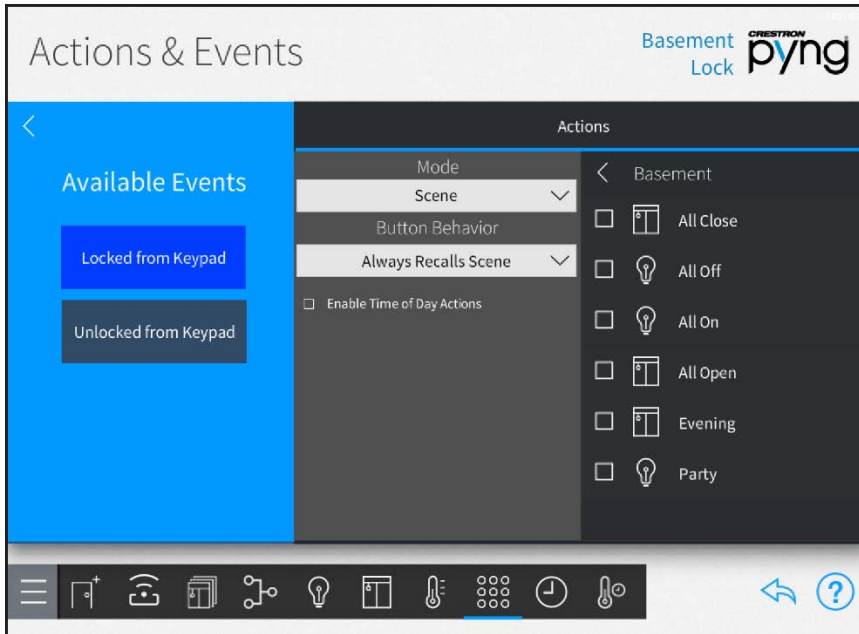 Actions & Events
Basement
Lock
CRESTRON
pyng
Actions
Available Events
Locked from Keypad
Unlocked from Keypad
Mode
Scene
Button Behavior
Always Recalls Scene
Enable Time of Day Actions
Basement
All Close
All Off
All On
All Open
Evening
Party
?